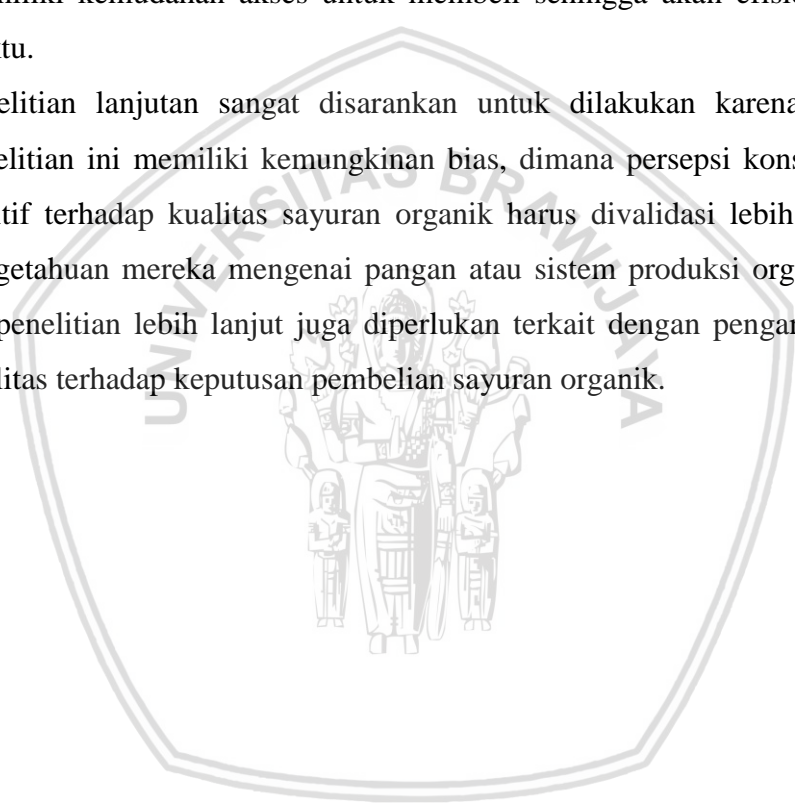 miliki kemudahan akses untuk membeli sehingga akan
tu.
elitian lanjutan sangat disarankan untuk dilakukan karena
elitian ini memiliki kemungkinan bias, dimana persepsi kons
tif terhadap kualitas sayuran organik harus divalidasi lebih
getahuan mereka mengenai pangan atau sistem produksi org
penelitian lebih lanjut juga diperlukan terkait dengan pengar
litas terhadap keputusan pembelian sayuran organik.
UNIVERSITAS BRAWIJAYA